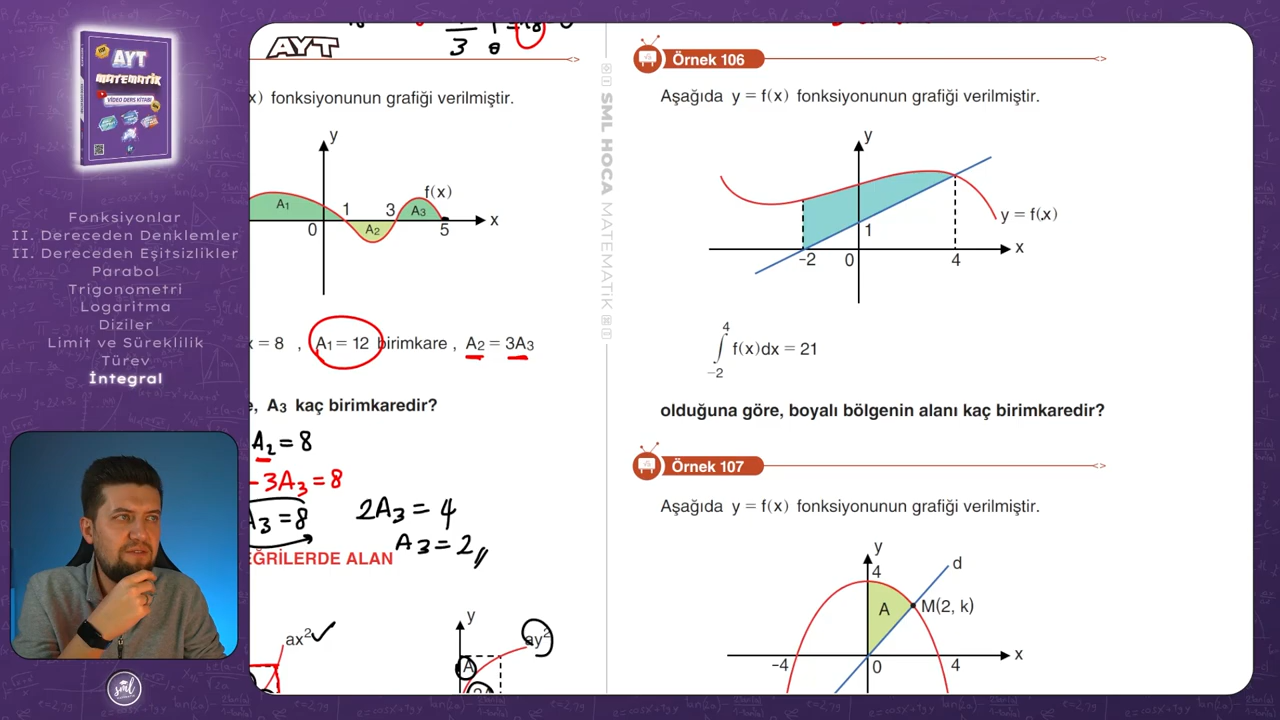 AYT
MATEMATİK
VİDEO DERS KİTABI
Fonksiyonlar
II. Dereceden Denklemler
II. Dereceden Eşitsizlikler
Parabol
Trigonometri
Logaritma
Diziler
Limit ve Süreklilik
Türev
İntegral
sml
3
AYT
x) fonksiyonunun grafiği verilmiştir.
y
f(x)
A1
1
3
A3
x
0
A2
5
x = 8 , A1 = 12 birimkare , A2 = 3A3
e, A3 kaç birimkaredir?
A2 = 8
- 3A3 = 8
A3 = 8
2A3 = 4
A3 = 2
EĞRİLERDE ALAN
ax²
y
ay²
A
SML HOCA MATEMATİK
Örnek 106
Aşağıda y = f(x) fonksiyonunun grafiği verilmiştir.
y
y = f(x)
1
x
-2
0
4
∫ f(x)dx = 21
4
-2
olduğuna göre, boyalı bölgenin alanı kaç birimkaredir?
Örnek 107
Aşağıda y = f(x) fonksiyonunun grafiği verilmiştir.
y
d
4
A
M(2, k)
x
-4
0
4